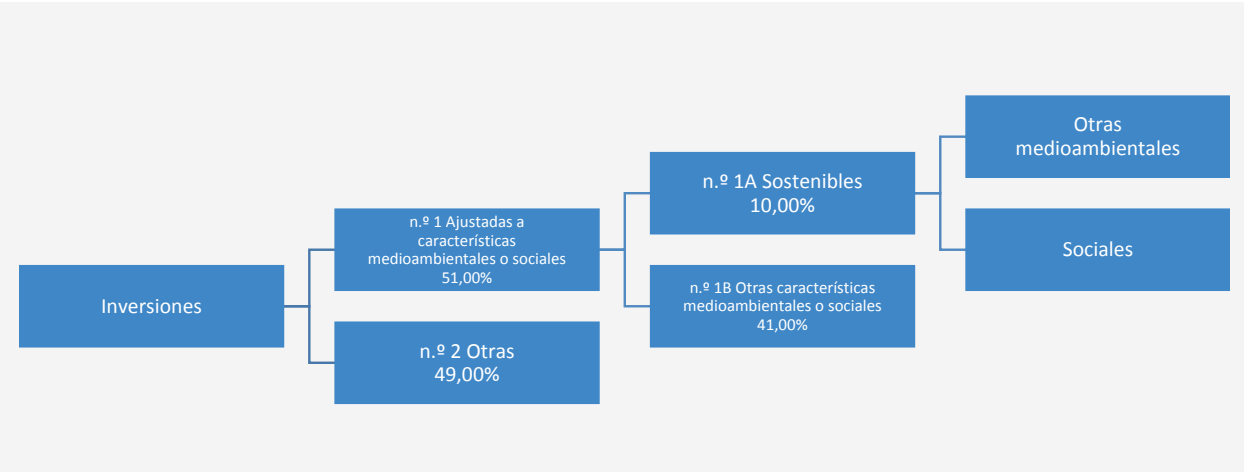 Inversiones
n.º 1 Ajustadas a
características
medioambientales o sociales
51,00%
n.º 2 Otras
49,00%
n.º 1A Sostenibles
10,00%
n.º 1B Otras características
medioambientales o sociales
41,00%
Otras
medioambientales
Sociales